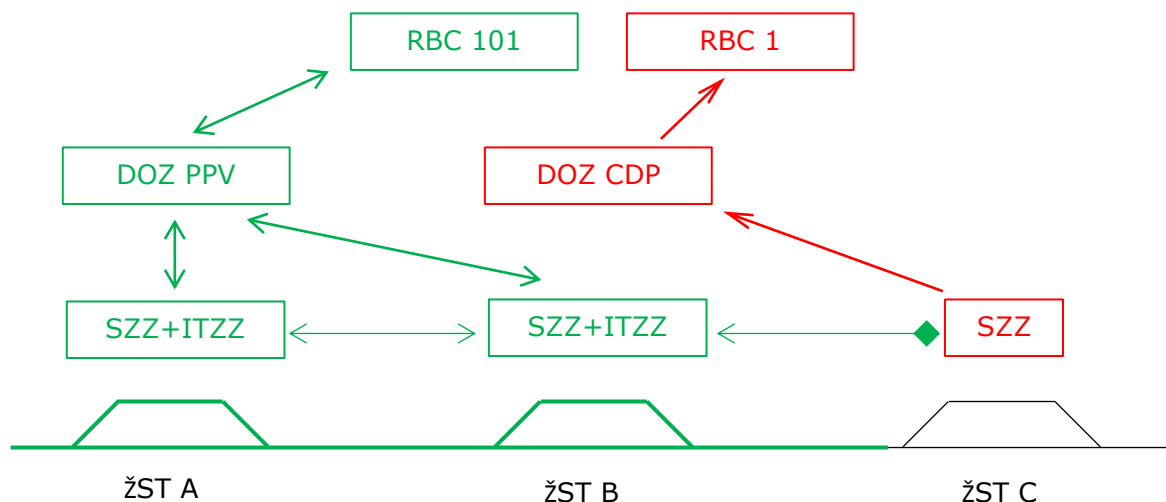 RBC 101
RBC 1
DOZ PPV
DOZ CDP
SZZ+ITZZ
SZZ+ITZZ
SZZ
žST A
žST B
žST C